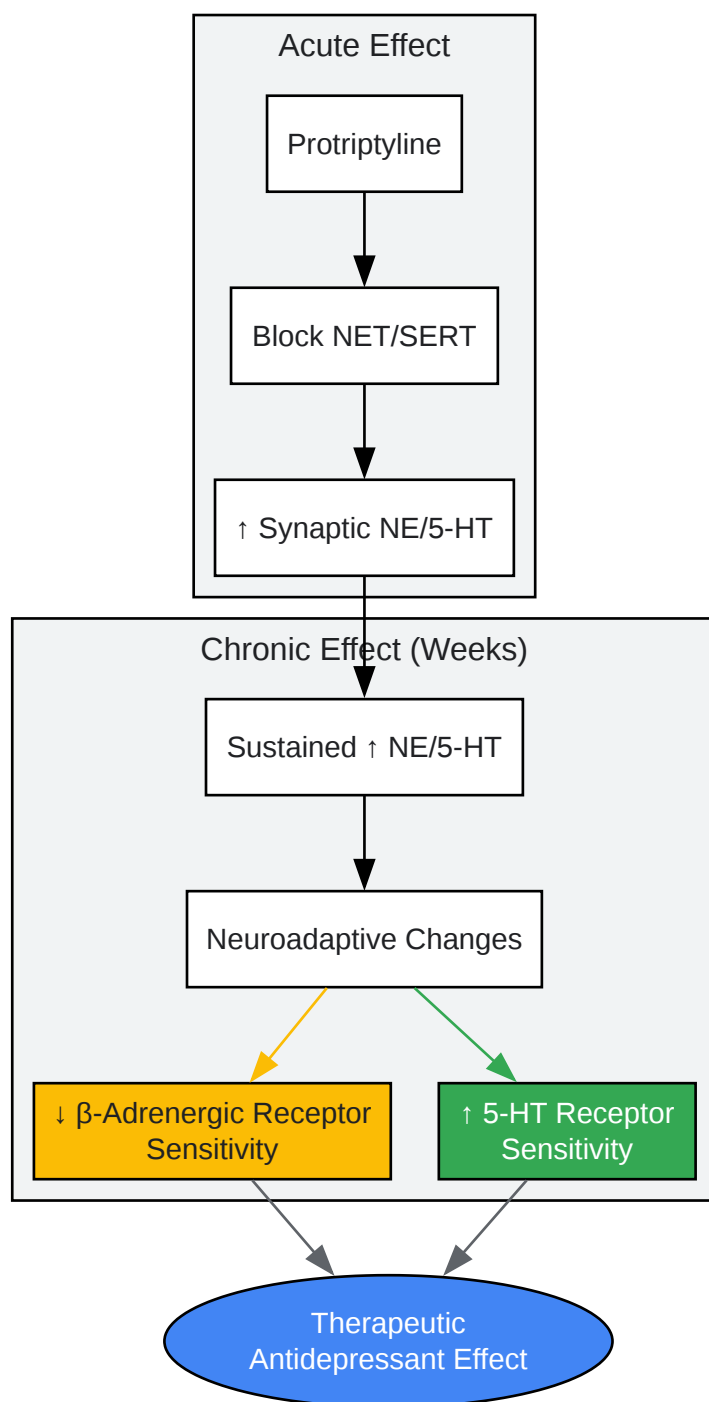 Acute Effect
Protriptyline
Block NET/SERT
↑ Synaptic NE/5-HT
Chronic Effect (Weeks)
Sustained ↑ NE/5-HT
Neuroadaptive Changes
↓ β-Adrenergic Receptor
Sensitivity
↑ 5-HT Receptor
Sensitivity
Therapeutic
Antidepressant Effect